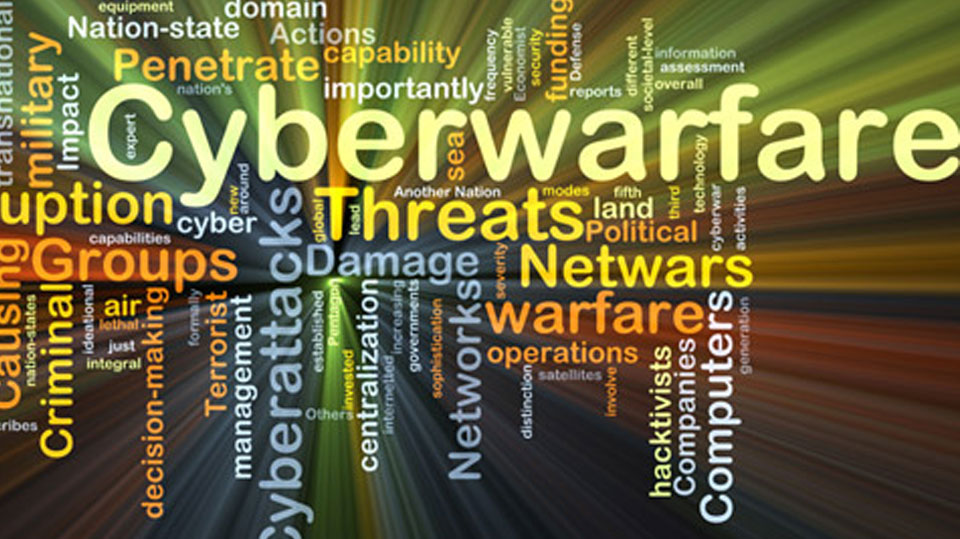 equipment
domain
Nation-state
Actions
Penetrate
capability
nation's
importantly
frequency
vulnerable
Economist
security
funding
Defense
reports
different
societal-level
information
assessment
overall
transnational
military
Impact
expert
Cyberwarfare
sea
technology
uption
cyber
new
around
global
Threats
lead
Another Nation
modes
fifth
land
third
cyberwar
activities
Political
capabilities
Groups
Damage
severity
Netwars
Causing
nation-states
Criminal
ideational
air
lethal
just
integral
decision-making
formally
Terrorist
management
Cyberattacks
established
Pentagon
invested
Others
centralization
internetted
increasing
governments
sophistication
Networks
warfare
operations
distinction
satellites
involve
hacktivists
Companies
Computers
generation
cribes